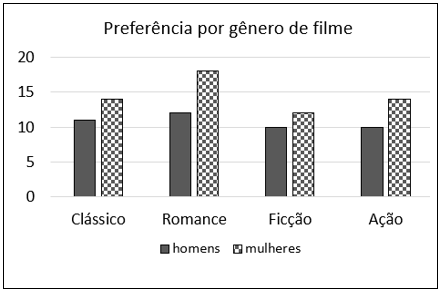 Preferência por gênero de filme
20
15
10
5
0
Clássico Romance Ficção Ação
homens mulheres